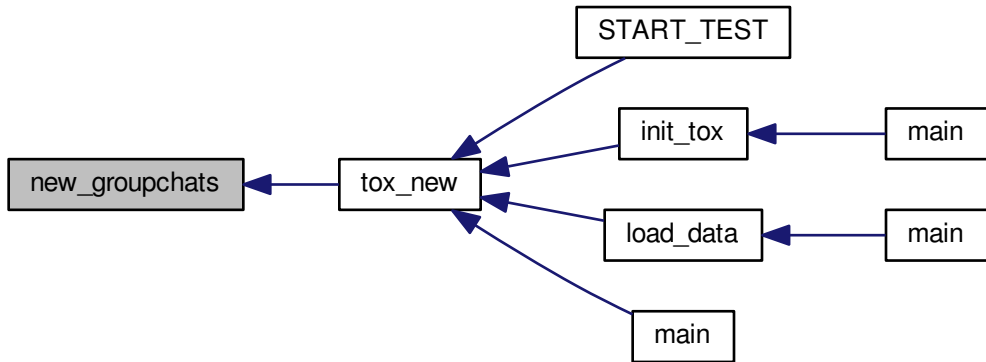 START_TEST
init_tox
main
new_groupchats
tox_new
load_data
main
main